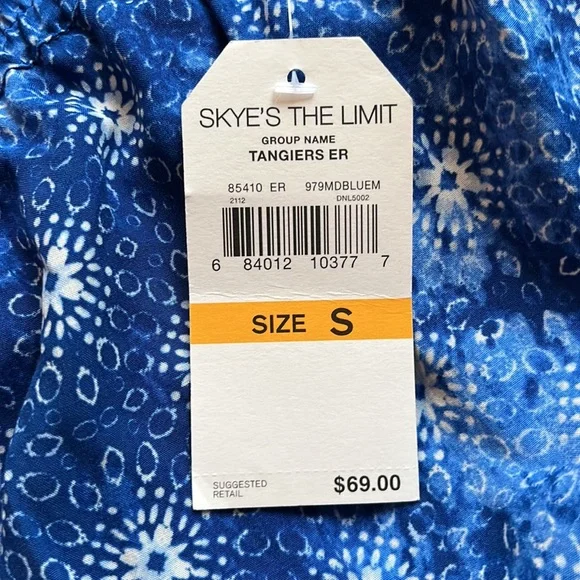 SKYE'S THE LIMIT
GROUP NAME
TANGIERS ER
85410 ER 979MDBLUEM
2112 DNL5002
6 84012 10377 7
SIZE S
SUGGESTED
RETAIL $69.00